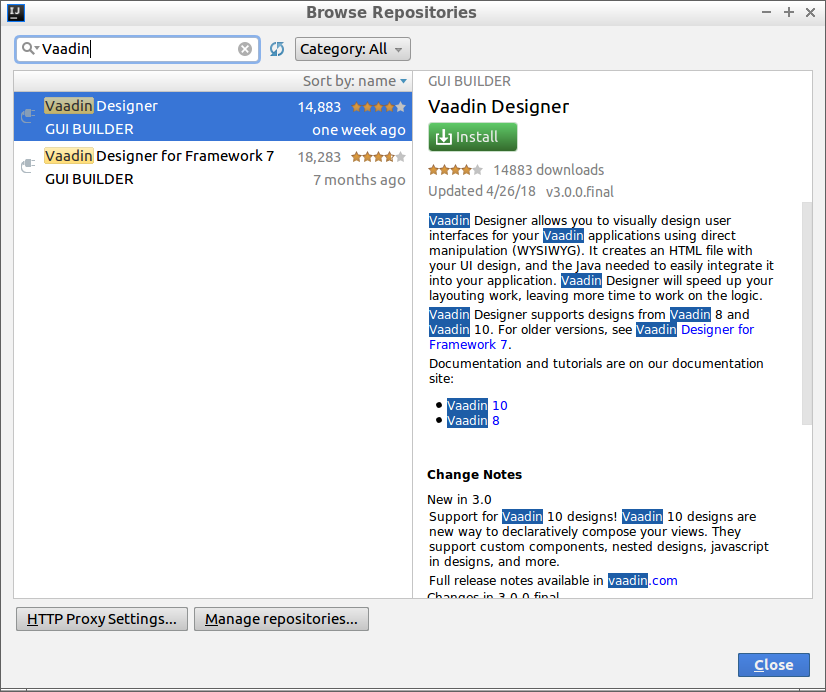 IJ
Browse Repositories
Vaadin
Category: All
Sort by: name
Vaadin Designer
14,883
GUI BUILDER
one week ago
Vaadin Designer for Framework 7
18,283
GUI BUILDER
7 months ago
GUI BUILDER
Vaadin Designer
Install
14883 downloads
Updated 4/26/18 v3.0.0.final
Vaadin Designer allows you to visually design user
interfaces for your Vaadin applications using direct
manipulation (WYSIWYG). It creates an HTML file with
your UI design, and the Java needed to easily integrate it
into your application. Vaadin Designer will speed up your
layouting work, leaving more time to work on the logic.
Vaadin Designer supports designs from Vaadin 8 and
Vaadin 10. For older versions, see Vaadin Designer for
Framework 7.
Documentation and tutorials are on our documentation
site:
• Vaadin 10
• Vaadin 8
Change Notes
New in 3.0
Support for Vaadin 10 designs! Vaadin 10 designs are
new way to declaratively compose your views. They
support custom components, nested designs, javascript
in designs, and more.
Full release notes available in vaadin.com
Changes in 3.0.0.final
HTTP Proxy Settings...
Manage repositories...
Close